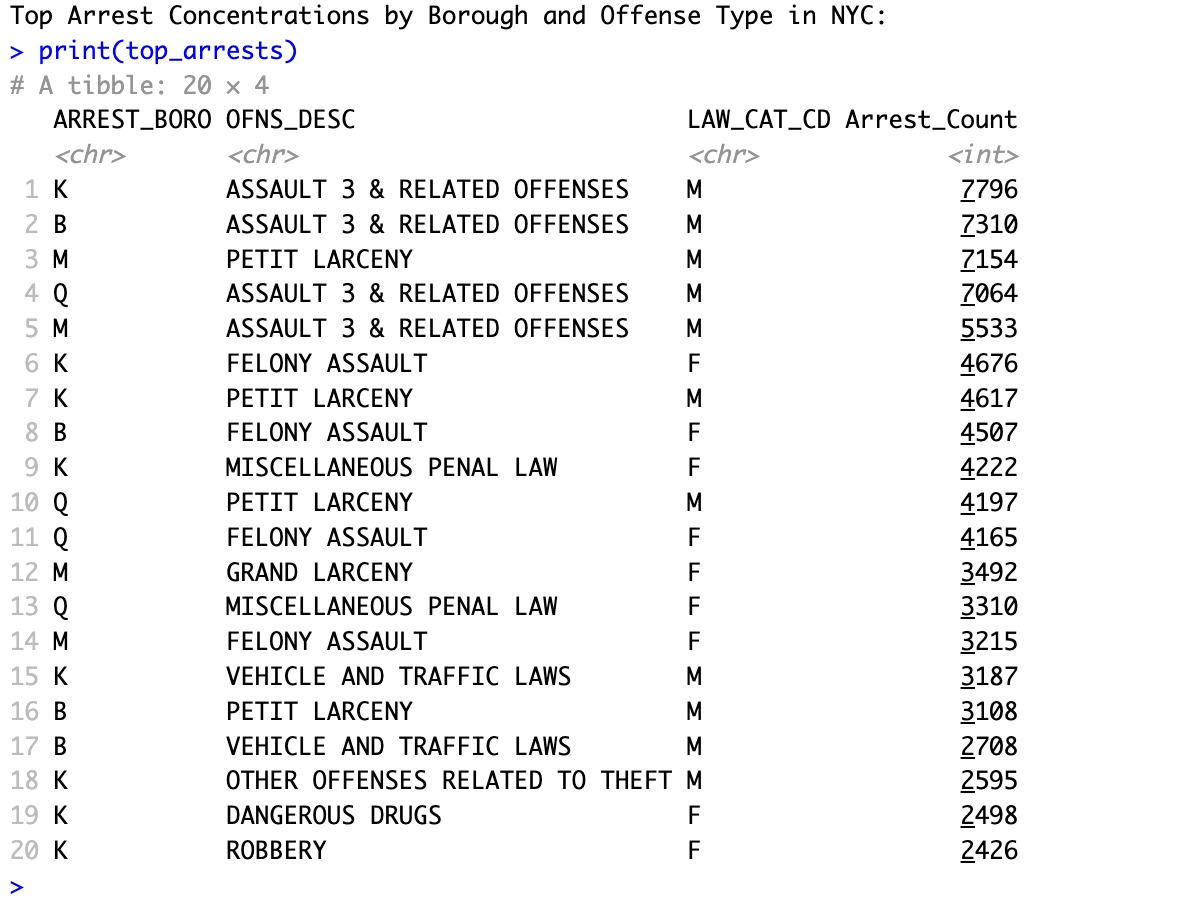 Top Arrest Concentrations by Borough and Offense Type in NYC:
> print(top_arrests)
# A tibble: 20 × 4
   ARREST_BORO OFNS_DESC                       LAW_CAT_CD Arrest_Count
   <chr>       <chr>                           <chr>             <int>
 1 K           ASSAULT 3 & RELATED OFFENSES    M                  7796
 2 B           ASSAULT 3 & RELATED OFFENSES    M                  7310
 3 M           PETIT LARCENY                   M                  7154
 4 Q           ASSAULT 3 & RELATED OFFENSES    M                  7064
 5 M           ASSAULT 3 & RELATED OFFENSES    M                  5533
 6 K           FELONY ASSAULT                  F                  4676
 7 K           PETIT LARCENY                   M                  4617
 8 B           FELONY ASSAULT                  F                  4507
 9 K           MISCELLANEOUS PENAL LAW         F                  4222
10 Q           PETIT LARCENY                   M                  4197
11 Q           FELONY ASSAULT                  F                  4165
12 M           GRAND LARCENY                   F                  3492
13 Q           MISCELLANEOUS PENAL LAW         F                  3310
14 M           FELONY ASSAULT                  F                  3215
15 K           VEHICLE AND TRAFFIC LAWS        M                  3187
16 B           PETIT LARCENY                   M                  3108
17 B           VEHICLE AND TRAFFIC LAWS        M                  2708
18 K           OTHER OFFENSES RELATED TO THEFT M                  2595
19 K           DANGEROUS DRUGS                 F                  2498
20 K           ROBBERY                         F                  2426
>